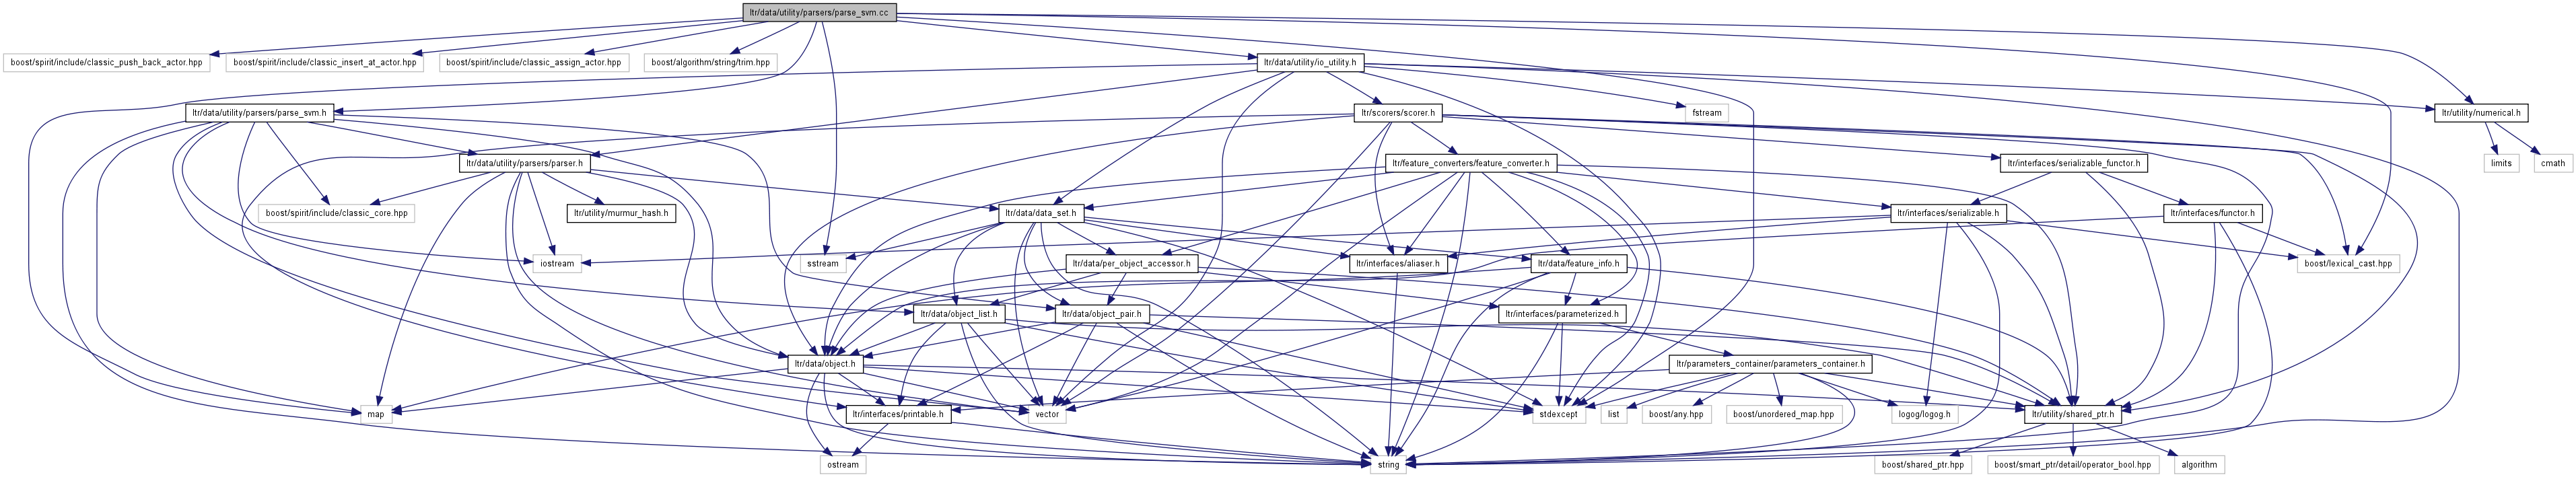 ltr/data/utility/parsers/parse_svm.cc
boost/spirit/include/classic_push_back_actor.hpp
boost/spirit/include/classic_insert_at_actor.hpp
boost/spirit/include/classic_assign_actor.hpp
boost/algorithm/string/trim.hpp
ltr/data/utility/io_utility.h
ltr/data/utility/parsers/parse_svm.h
ltr/scorers/scorer.h
fstream
ltr/utility/numerical.h
ltr/data/utility/parsers/parser.h
ltr/feature_converters/feature_converter.h
ltr/interfaces/serializable_functor.h
limits
cmath
boost/spirit/include/classic_core.hpp
ltr/utility/murmur_hash.h
ltr/data/data_set.h
ltr/interfaces/serializable.h
ltr/interfaces/functor.h
iostream
sstream
ltr/data/per_object_accessor.h
ltr/interfaces/aliaser.h
ltr/data/feature_info.h
boost/lexical_cast.hpp
ltr/data/object_list.h
ltr/data/object_pair.h
ltr/interfaces/parameterized.h
ltr/data/object.h
ltr/parameters_container/parameters_container.h
map
ltr/interfaces/printable.h
vector
stdexcept
list
boost/any.hpp
boost/unordered_map.hpp
logog/logog.h
ltr/utility/shared_ptr.h
ostream
string
boost/shared_ptr.hpp
boost/smart_ptr/detail/operator_bool.hpp
algorithm